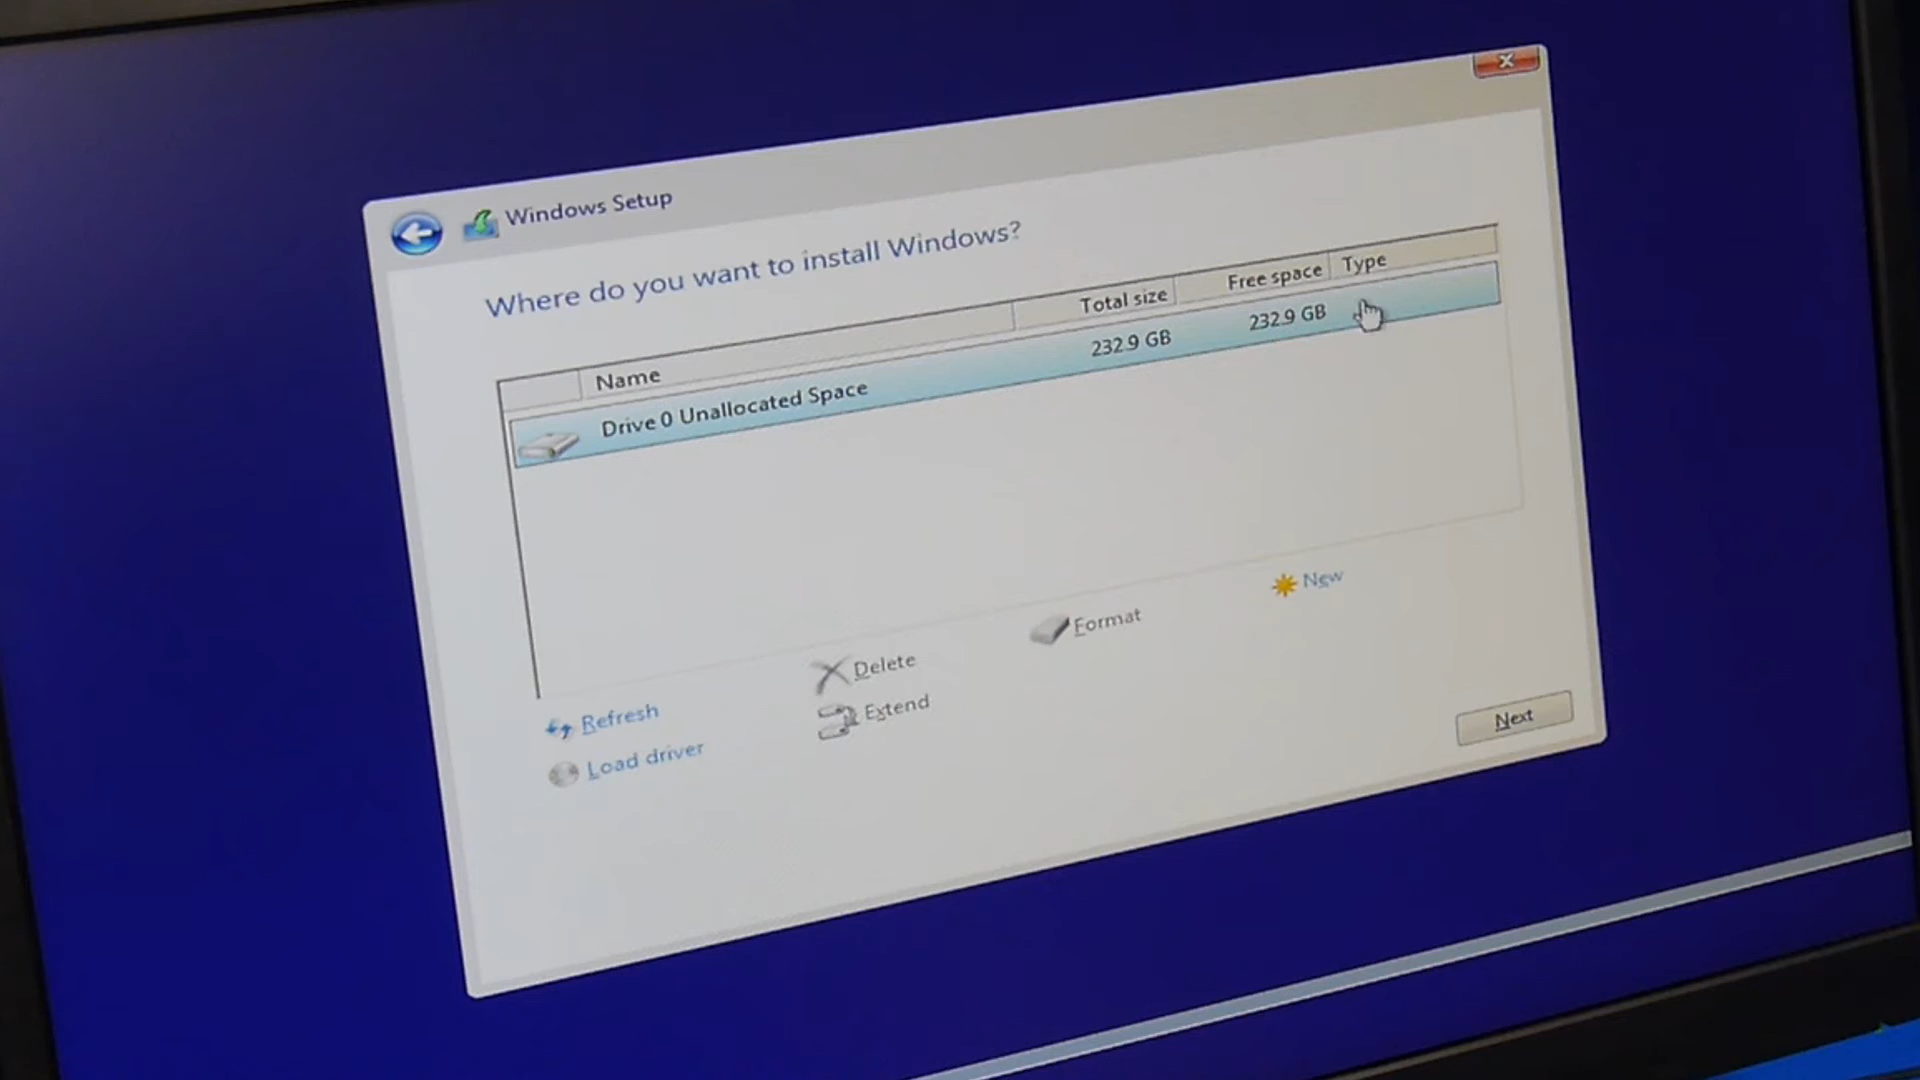 Windows Setup
Where do you want to install Windows?
Name Total size Free space Type
Drive 0 Unallocated Space 232.9 GB 232.9 GB
Refresh Delete Format New
Load driver Extend
Next